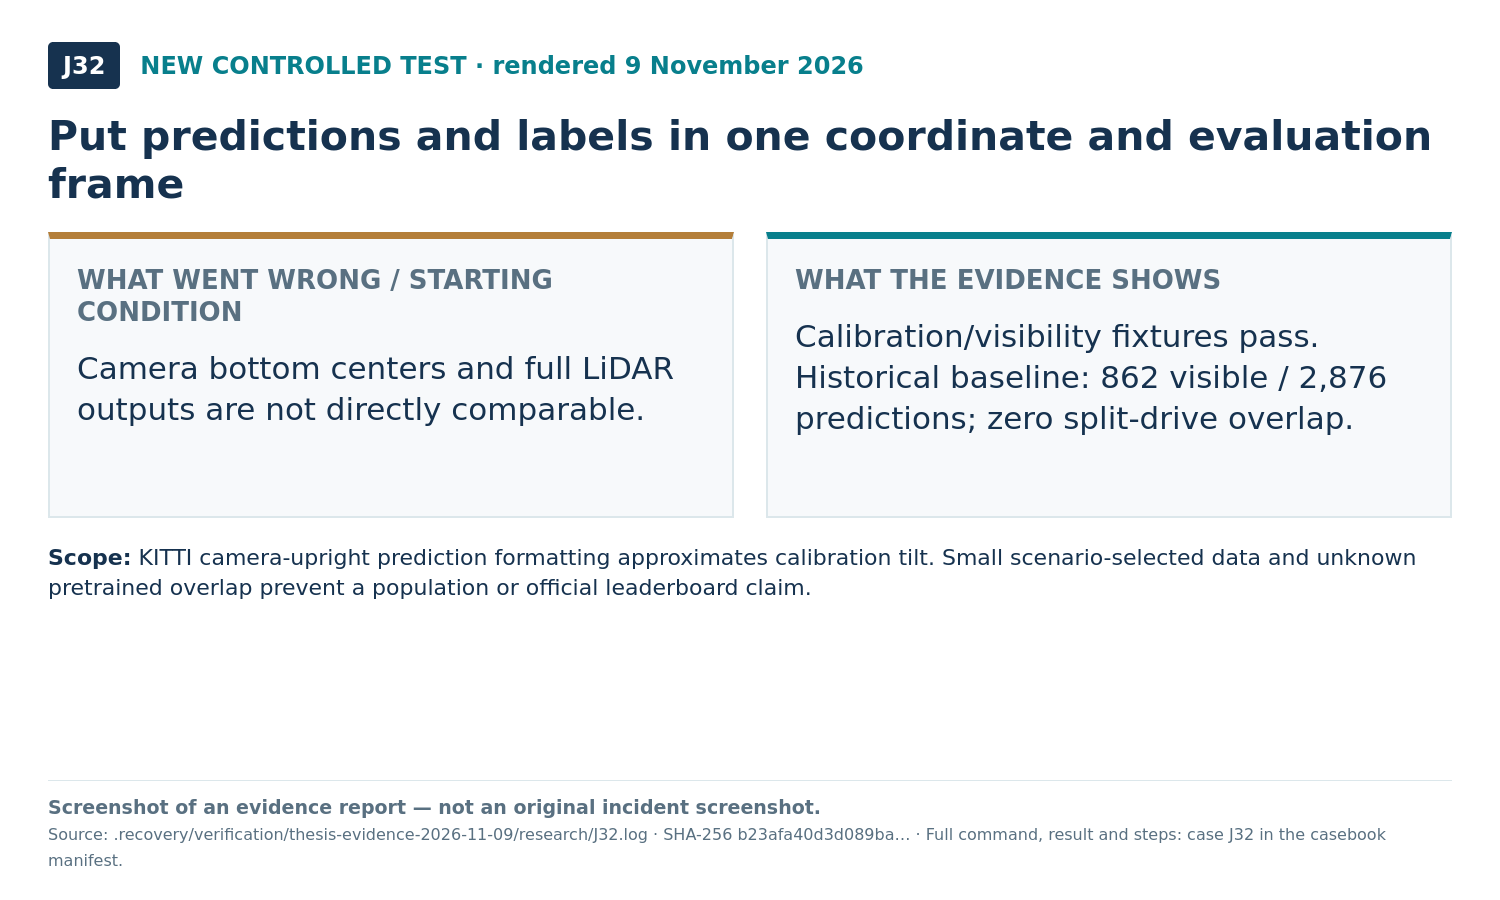 J32 NEW CONTROLLED TEST · rendered 9 November 2026
Put predictions and labels in one coordinate and evaluation
frame
WHAT WENT WRONG / STARTING
CONDITION
Camera bottom centers and full LiDAR
outputs are not directly comparable.
WHAT THE EVIDENCE SHOWS
Calibration/visibility fixtures pass.
Historical baseline: 862 visible / 2,876
predictions; zero split-drive overlap.
Scope: KITTI camera-upright prediction formatting approximates calibration tilt. Small scenario-selected data and unknown
pretrained overlap prevent a population or official leaderboard claim.
Screenshot of an evidence report — not an original incident screenshot.
Source: .recovery/verification/thesis-evidence-2026-11-09/research/J32.log · SHA-256 b23afa40d3d089ba… · Full command, result and steps: case J32 in the casebook
manifest.